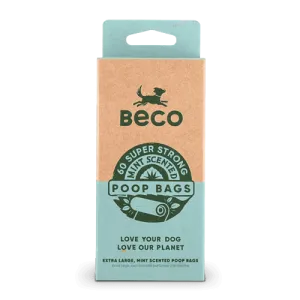 BECO
60 SUPER STRONG
MINT SCENTED
POOP BAGS
LOVE YOUR DOG
LOVE OUR PLANET
EXTRA LARGE, MINT SCENTED POOP BAGS